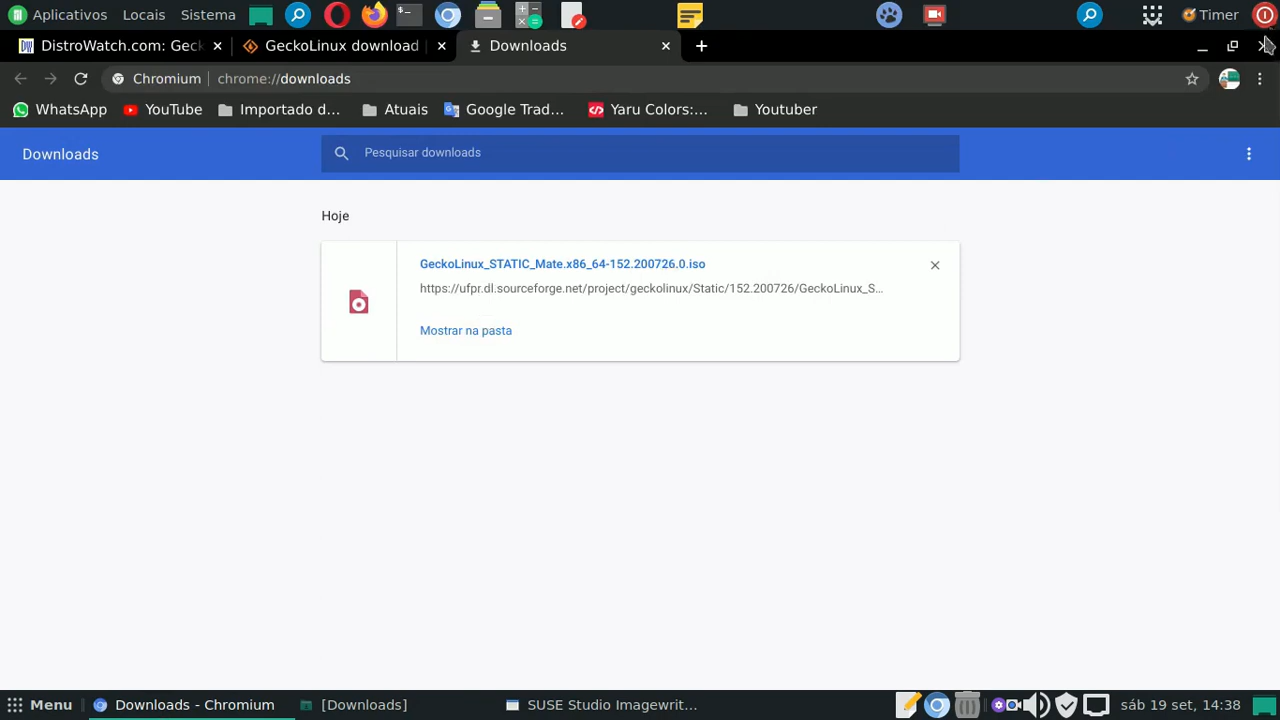 Aplicativos Locais Sistema Timer
DistroWatch.com: Geck GeckoLinux download Downloads
Chromium chrome://downloads
WhatsApp YouTube Importado d... Atuais Google Trad... Yaru Colors:... Youtuber
Downloads Pesquisar downloads
Hoje
GeckoLinux_STATIC_Mate.x86_64-152.200726.0.iso
https://ufpr.dl.sourceforge.net/project/geckolinux/Static/152.200726/GeckoLinux_S...
Mostrar na pasta
Menu Downloads - Chromium [Downloads] SUSE Studio Imagewrit... sáb 19 set, 14:38